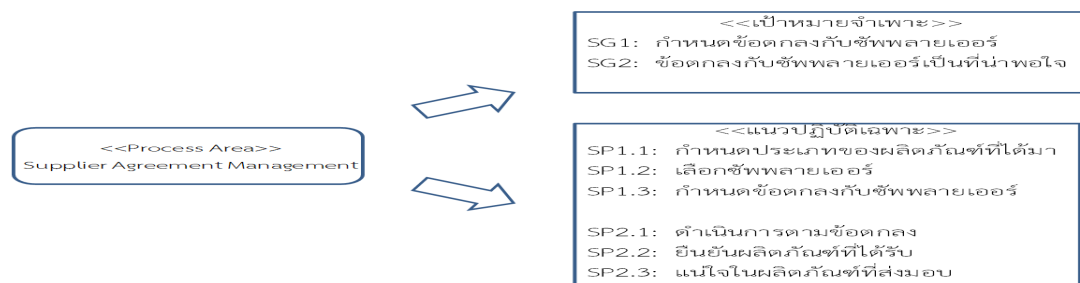 <<Process Area>>
Supplier Agreement Management
<<เป้าหมายจำเพาะ>>
SG1: กำหนดข้อตกลงกับซัพพลายเออร์
SG2: ข้อตกลงกับซัพพลายเออร์เป็นที่น่าพอใจ
<<แนวปฏิบัติเฉพาะ>>
SP1.1: กำหนดประเภทของผลิตภัณฑ์ที่ได้มา
SP1.2: เลือกซัพพลายเออร์
SP1.3: กำหนดข้อตกลงกับซัพพลายเออร์
SP2.1: ดำเนินการตามข้อตกลง
SP2.2: ยืนยันผลิตภัณฑ์ที่ได้รับ
SP2.3: แน่ใจในผลิตภัณฑ์ที่ส่งมอบ